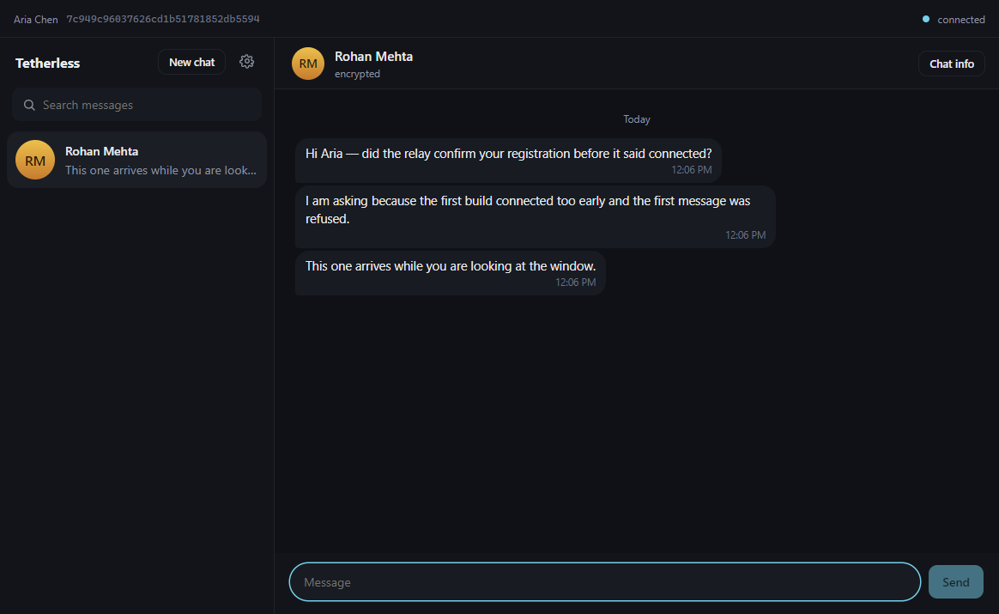 Aria Chen 7c949c96037626cd1b51781852db5594
connected
Tetherless
New chat
Search messages
RM
Rohan Mehta
This one arrives while you are look...
RM
Rohan Mehta
encrypted
Chat info
Today
Hi Aria — did the relay confirm your registration before it said connected?
12:06 PM
I am asking because the first build connected too early and the first message was
refused.
12:06 PM
This one arrives while you are looking at the window.
12:06 PM
Message
Send